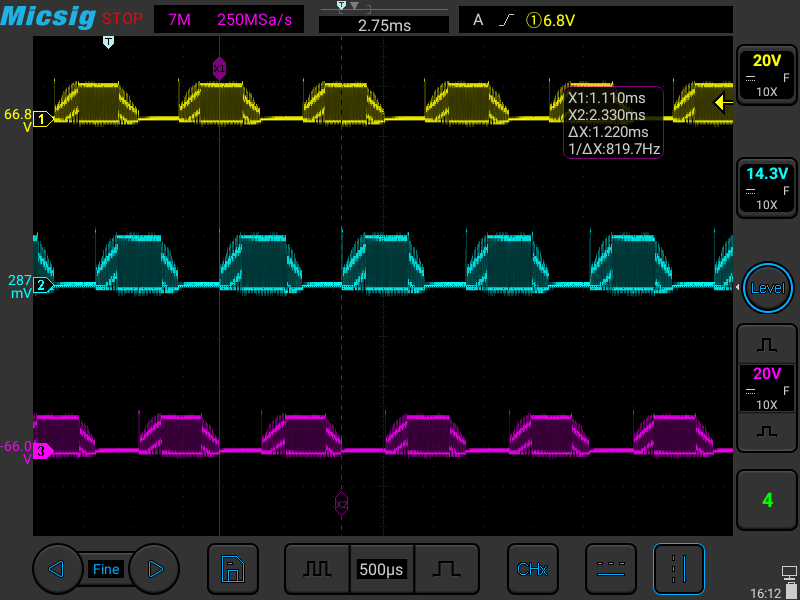 Micsig STOP 7M 250MSa/s T 2.75ms A ①6.8V
T
X1
20V
F
10X
66.8
V
1
X1:1.110ms
X2:2.330ms
ΔX:1.220ms
1/ΔX:819.7Hz
14.3V
F
10X
287
mV
2
Level
20V
F
10X
-66.0
V
3
X2
4
Fine
500µs
CHx
16:12